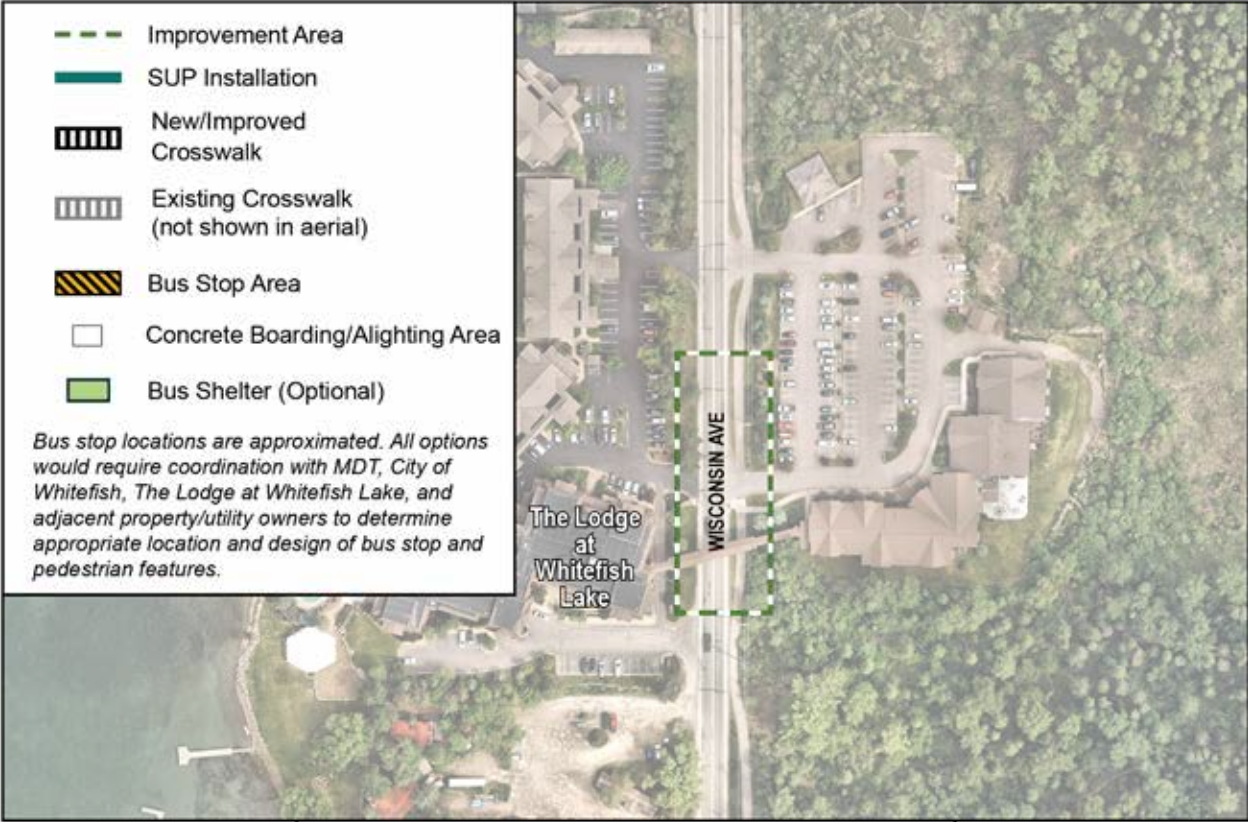 Improvement Area
SUP Installation
New/Improved
Crosswalk
Existing Crosswalk
(not shown in aerial)
Bus Stop Area
Concrete Boarding/Alighting Area
Bus Shelter (Optional)
Bus stop locations are approximated. All options
would require coordination with MDT, City of
Whitefish, The Lodge at Whitefish Lake, and
adjacent property/utility owners to determine
appropriate location and design of bus stop and
pedestrian features.
WISCONSIN AVE
The Lodge
at
Whitefish
Lake